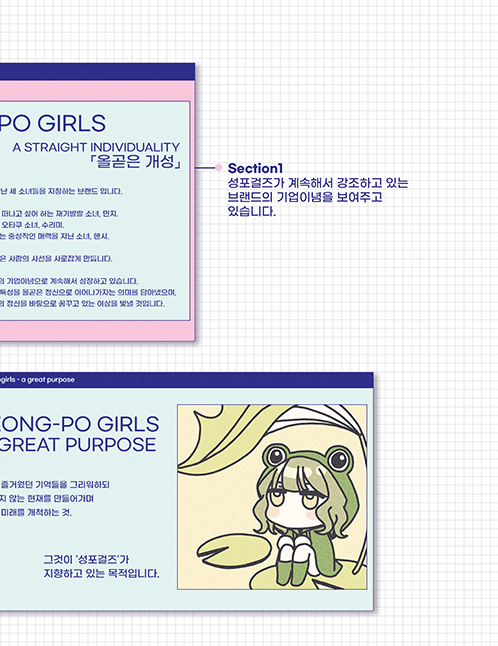 PO GIRLS
A STRAIGHT INDIVIDUALITY
「올곧은 개성」
난 세 소녀들을 지칭하는 브랜드 입니다.
떠나고 싶어 하는 재기발랄 소녀, 민지.
오타쿠 소녀, 수리미.
는 중성적인 매력을 지닌 소녀, 핸시.
은 사람의 시선을 사로잡게 만듭니다.
의 기업이념으로 계속해서 성장하고 있습니다.
특성을 올곧은 정신으로 이어나가자는 의미를 담아냈으며,
의 정신을 바탕으로 꿈꾸고 있는 이상을 빛낼 것입니다.
Section1
성포걸즈가 계속해서 강조하고 있는
브랜드의 기업이념을 보여주고
있습니다.
girls - a great purpose
EONG-PO GIRLS
GREAT PURPOSE
즐거웠던 기억들을 그리워하되
지 않는 현재를 만들어가며
미래를 개척하는 것.
그것이 '성포걸즈'가
지향하고 있는 목적입니다.